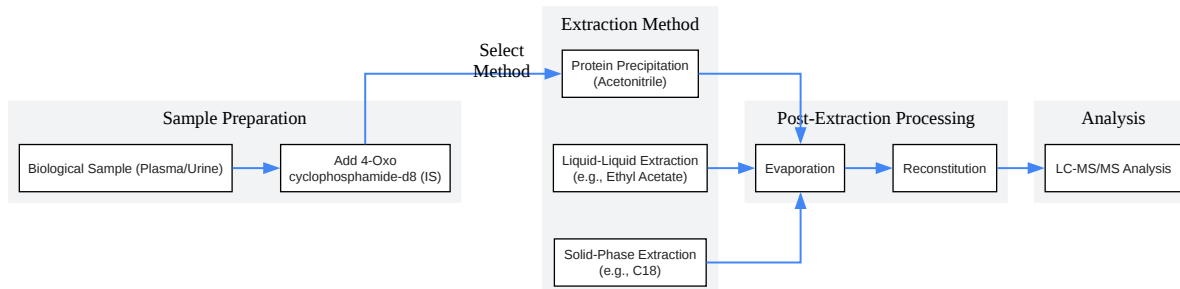 Extraction Method
Select
Method
Protein Precipitation
(Acetonitrile)
Sample Preparation
Post-Extraction Processing
Analysis
Biological Sample (Plasma/Urine)
Add 4-Oxo
cyclophosphamide-d8 (IS)
Liquid-Liquid Extraction
(e.g., Ethyl Acetate)
Evaporation
Reconstitution
LC-MS/MS Analysis
Solid-Phase Extraction
(e.g., C18)